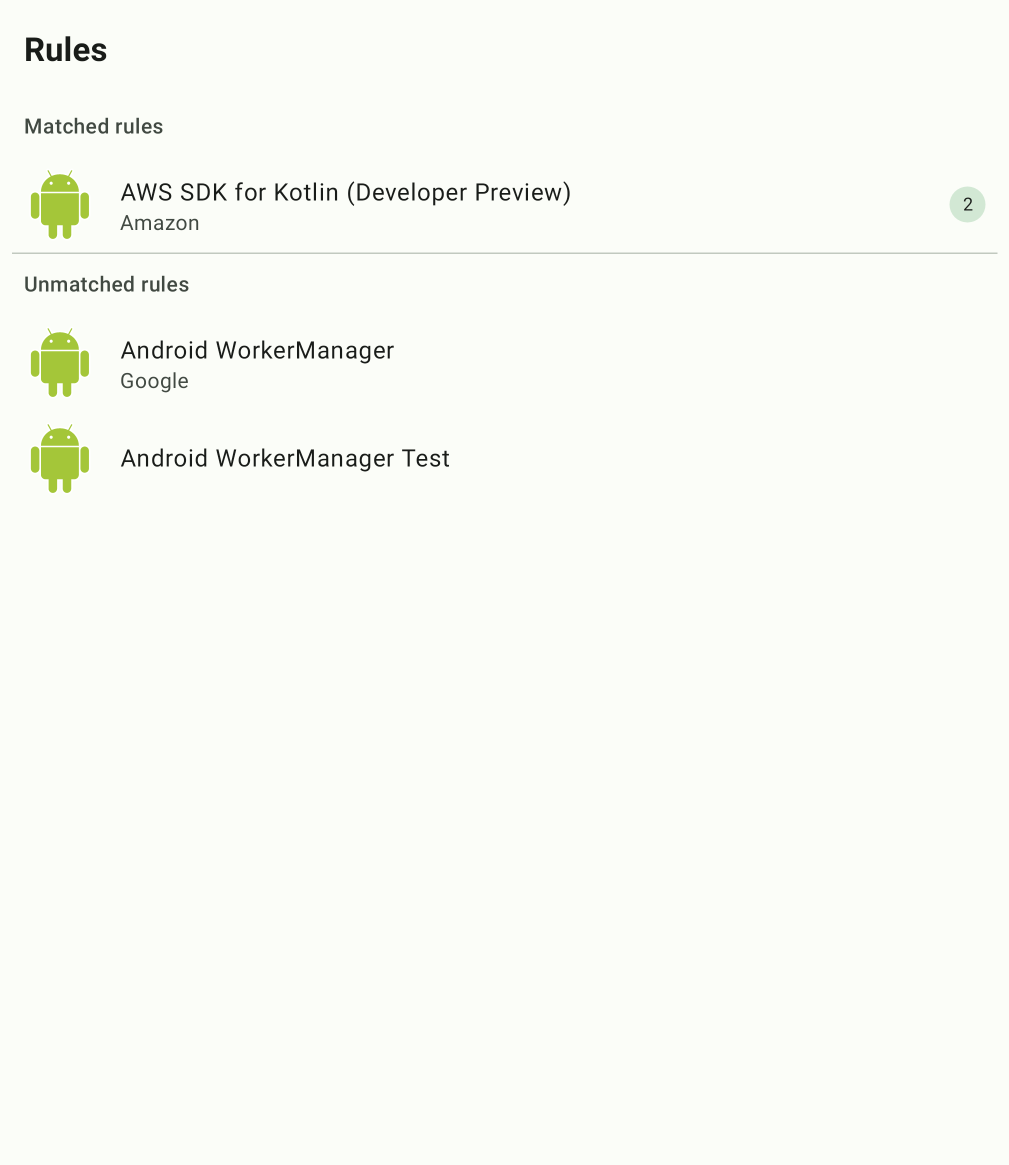 Rules
Matched rules
AWS SDK for Kotlin (Developer Preview)
Amazon
2
Unmatched rules
Android WorkerManager
Google
Android WorkerManager Test